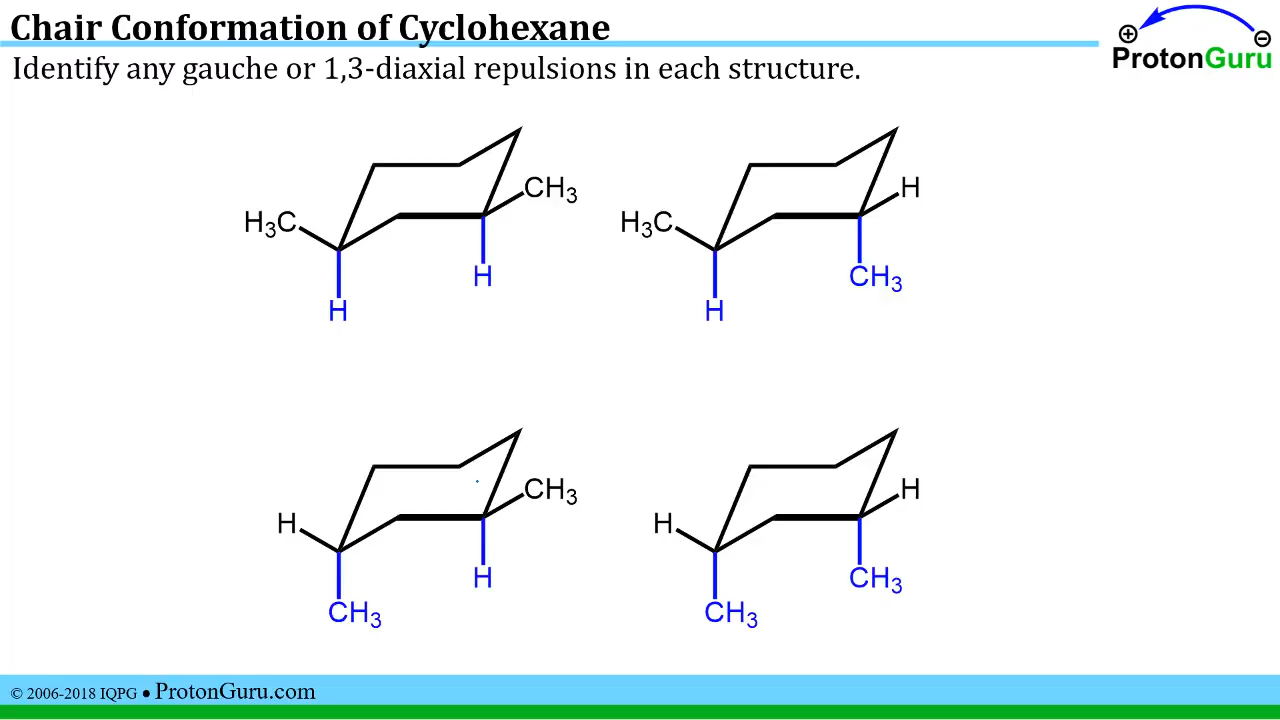 Chair Conformation of Cyclohexane
⊕ ⊖
ProtonGuru
Identify any gauche or 1,3-diaxial repulsions in each structure.
H₃C CH₃
H
H
H₃C H
CH₃
H
H CH₃
H
CH₃
H H
CH₃
CH₃
© 2006-2018 IQPG ● ProtonGuru.com